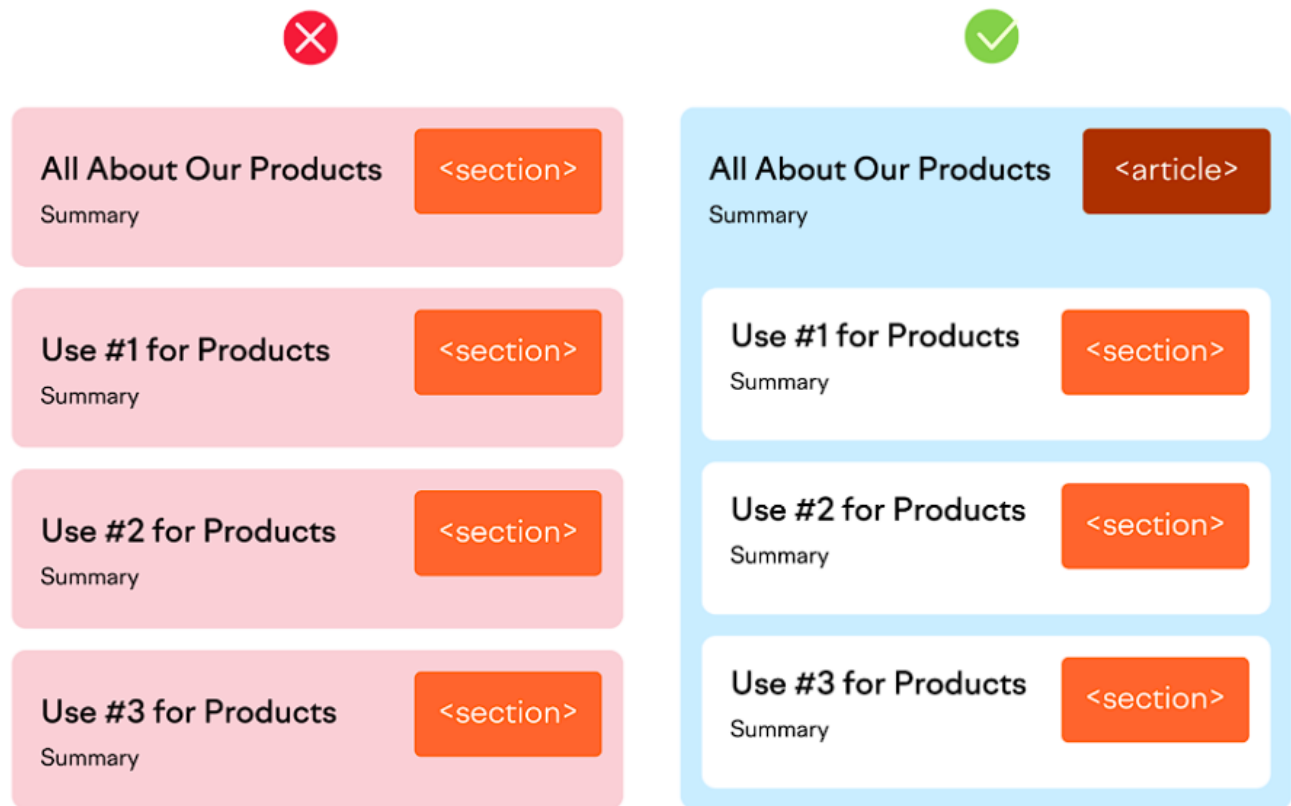 All About Our Products
<section>
Summary
Use #1 for Products
<section>
Summary
Use #2 for Products
<section>
Summary
Use #3 for Products
<section>
Summary
All About Our Products
<article>
Summary
Use #1 for Products
<section>
Summary
Use #2 for Products
<section>
Summary
Use #3 for Products
<section>
Summary